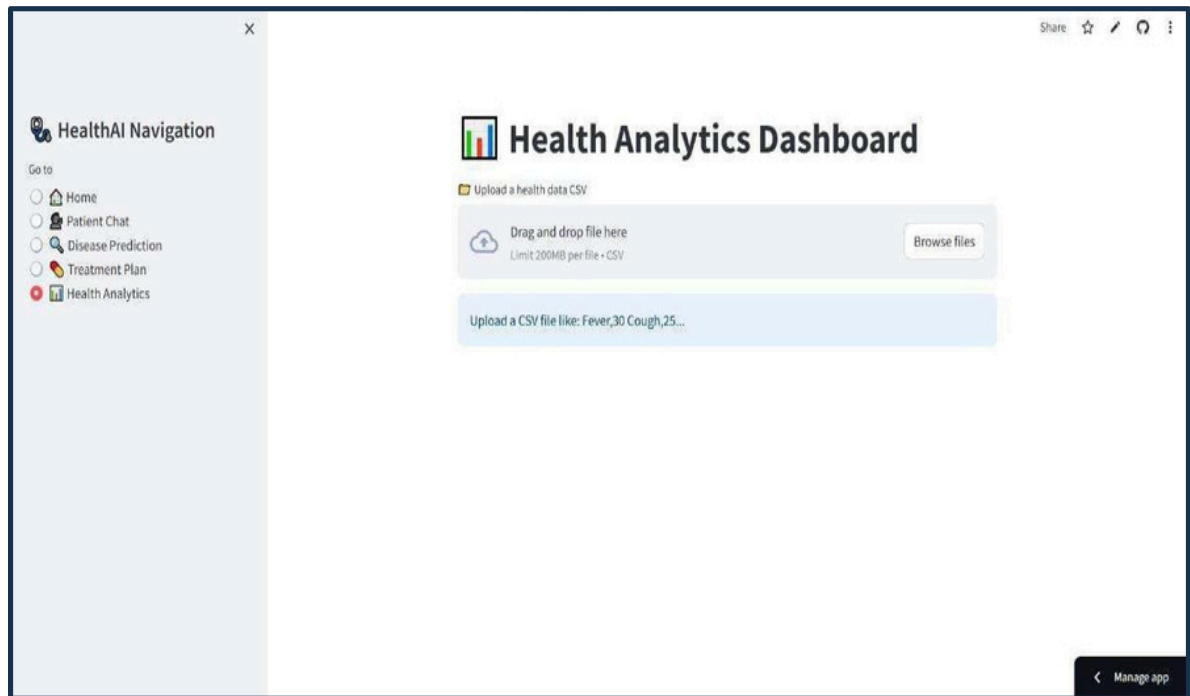 Share
HealthAI Navigation
Go to
Home
Patient Chat
Disease Prediction
Treatment Plan
Health Analytics
Health Analytics Dashboard
Upload a health data CSV
Drag and drop file here
Limit 200MB per file • CSV
Browse files
Upload a CSV file like: Fever,30 Cough,25...
Manage app